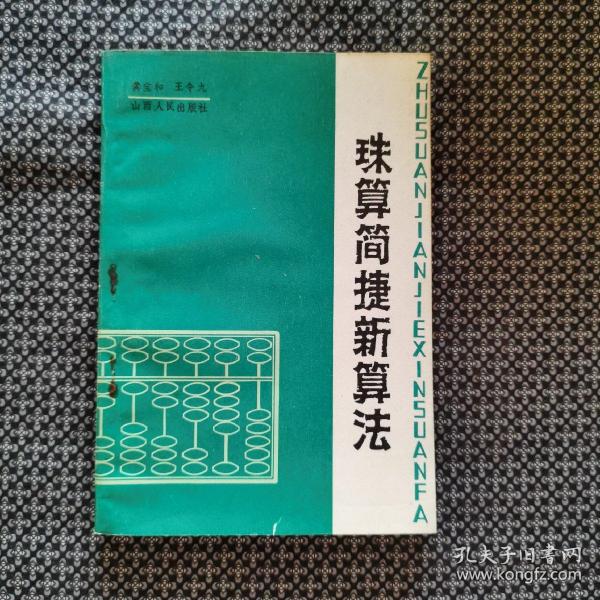 黄宝和 王令九
山西人民出版社
珠算简捷新算法
ZHUSUANJIANJIEXINSUANFA
孔夫子旧书网
www.kongfz.com